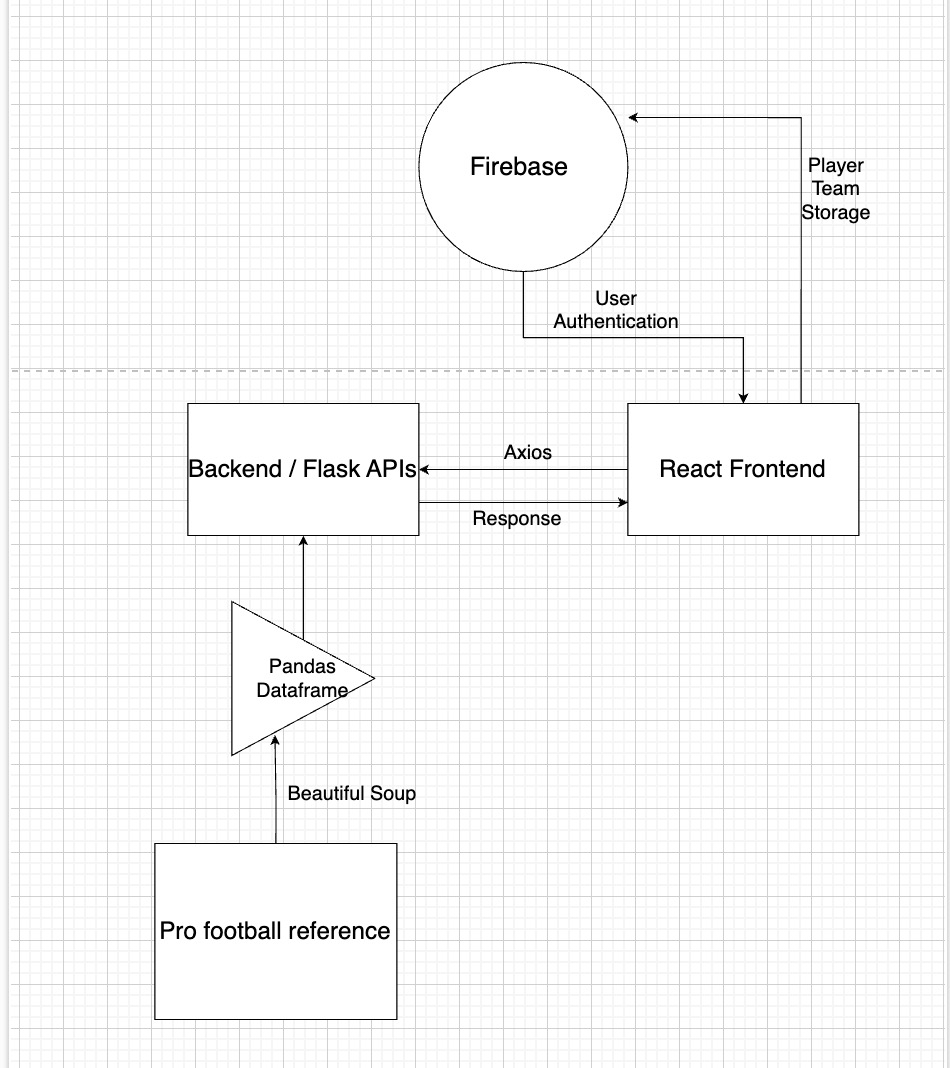 Firebase
Player
Team
Storage
User
Authentication
Backend / Flask APIs
Axios
Response
React Frontend
Pandas
Dataframe
Beautiful Soup
Pro football reference